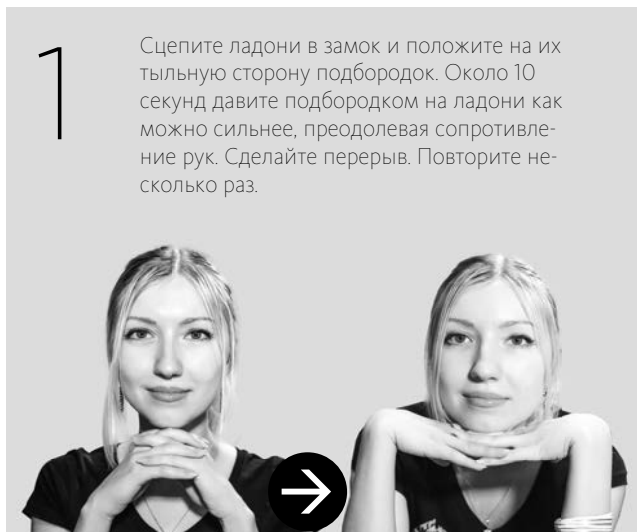 1
Сцепите ладони в замок и положите на их
тыльную сторону подбородок. Около 10
секунд давите подбородком на ладони как
можно сильнее, преодолевая сопротивле-
ние рук. Сделайте перерыв. Повторите не-
сколько раз.